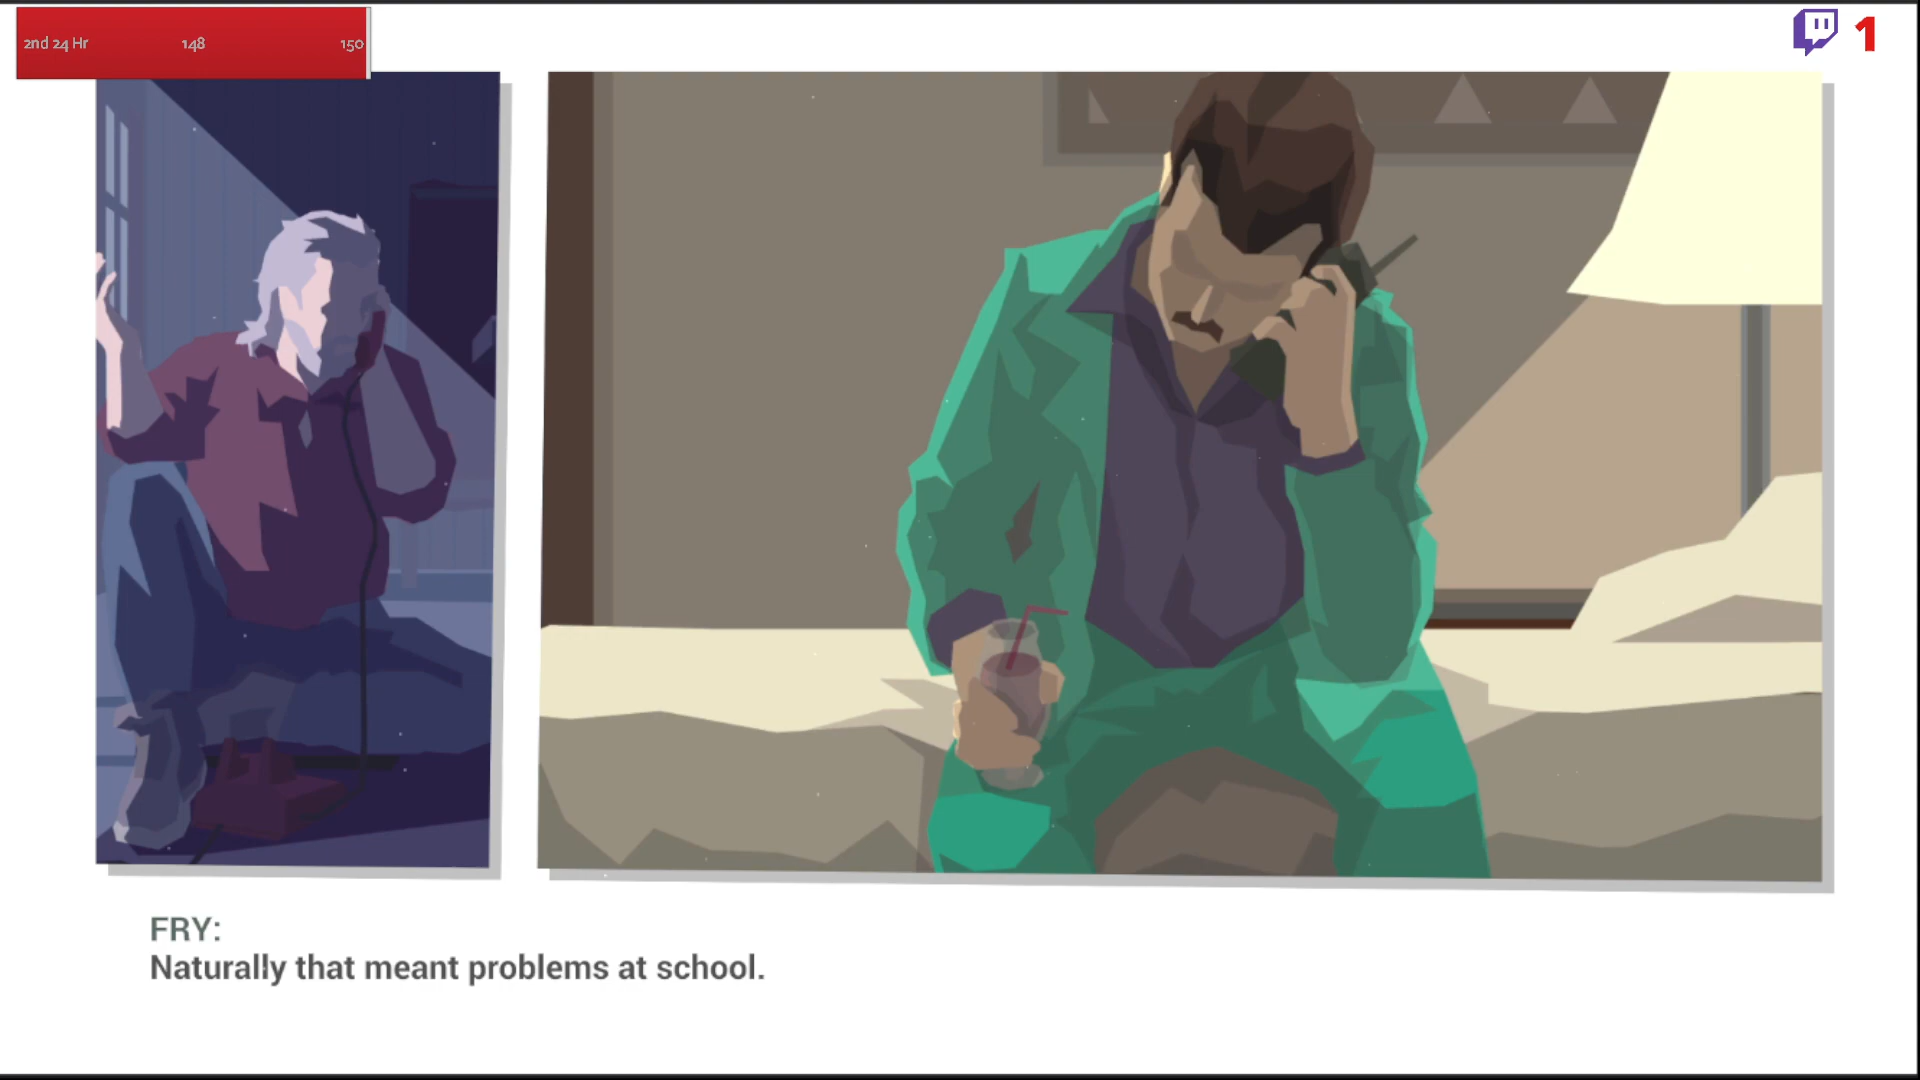 2nd 24 Hr 148 150
1
FRY:
Naturally that meant problems at school.